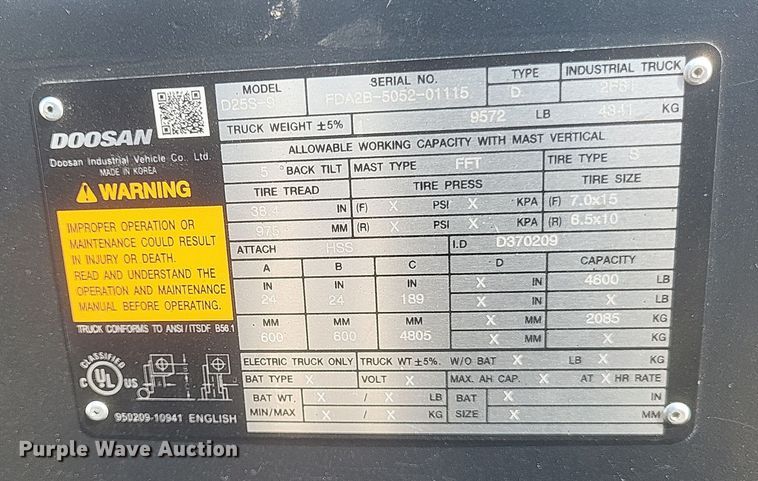 DOOSAN
Doosan Industrial Vehicle Co., Ltd.
MADE IN KOREA
WARNING
IMPROPER OPERATION OR
MAINTENANCE COULD RESULT
IN INJURY OR DEATH.
READ AND UNDERSTAND THE
OPERATION AND MAINTENANCE
MANUAL BEFORE OPERATING.
TRUCK CONFORMS TO ANSI/ITSDF B56.1
CLASSIFIED
C UL US
950209-10941 ENGLISH
MODEL SERIAL NO. TYPE INDUSTRIAL TRUCK
D25S-9 FDA2B-5052-01115 D
TRUCK WEIGHT ±5% 9572 LB 4341 KG
ALLOWABLE WORKING CAPACITY WITH MAST VERTICAL
5 °BACK TILT MAST TYPE FFT TIRE TYPE S
TIRE TREAD TIRE PRESS TIRE SIZE
38.4 IN (F) X PSI X KPA (F) 7.0x15
975 MM (R) X PSI X KPA (R) 6.5x10
ATTACH HSS I.D D370209
A B C D CAPACITY
IN IN IN X IN 4600 LB
24 24 189 X IN X LB
MM MM MM X MM 2085 KG
600 600 4805 X MM X KG
ELECTRIC TRUCK ONLY TRUCK WT ±5%. W/O BAT X LB X KG
BAT TYPE X VOLT X MAX. AH CAP. X AT X HR RATE
BAT WT. X / X LB BAT X IN
MIN/MAX X / X KG SIZE X MM
Purple Wave Auction